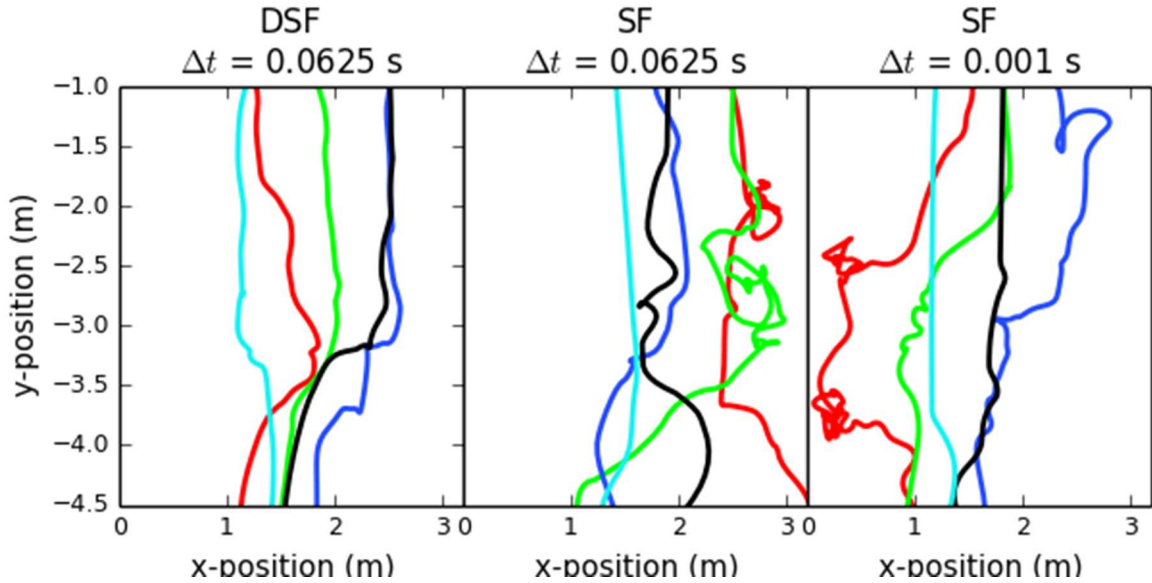 DSF
Δt = 0.0625 s
SF
Δt = 0.0625 s
SF
Δt = 0.001 s
y-position (m)
−1.0
−1.5
−2.0
−2.5
−3.0
−3.5
−4.0
−4.5
0 1 2 3 0 1 2 3 0 1 2 3
x-position (m) x-position (m) x-position (m)